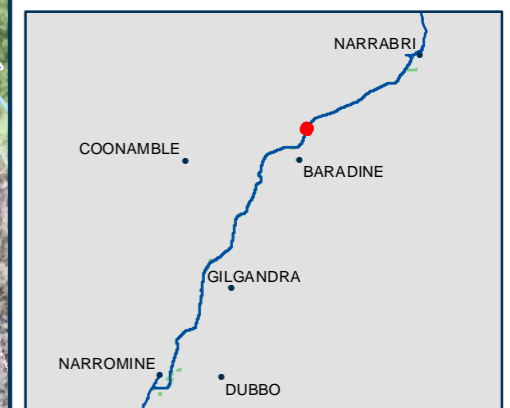 NARRABRI
COONAMBLE
BARADINE
GILGANDRA
NARROMINE
DUBBO